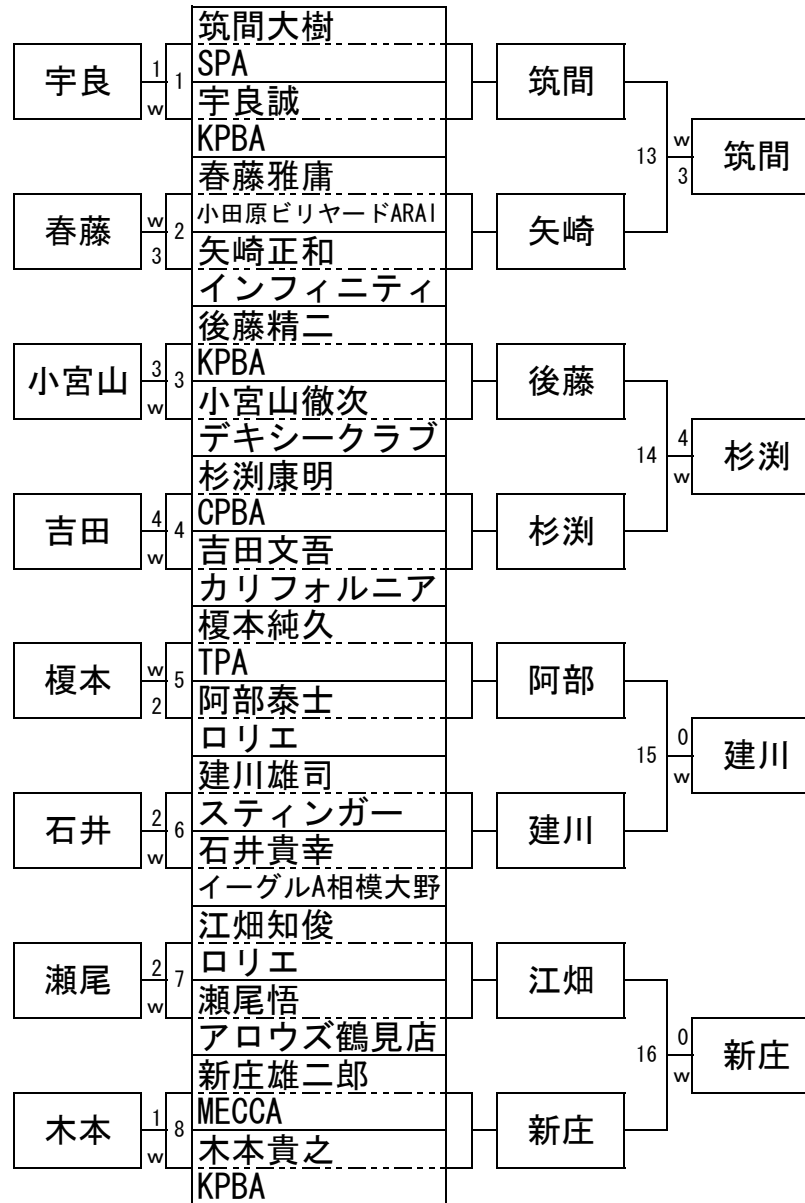 筑間大樹
SPA
宇良誠
KPBA
宇良
1
w
1
筑間
春藤雅庸
小田原ビリヤードARAI
矢崎正和
インフィニティ
春藤
w
3
2
矢崎
13
w
3
筑間
後藤精二
KPBA
小宮山徹次
デキシークラブ
小宮山
3
w
3
後藤
杉渕康明
CPBA
吉田文吾
カリフォルニア
吉田
4
w
4
杉渕
14
4
w
杉渕
榎本純久
TPA
阿部泰士
ロリエ
榎本
w
2
5
阿部
建川雄司
スティンガー
石井貴幸
イーグルA相模大野
石井
2
w
6
建川
15
0
w
建川
江畑知俊
ロリエ
瀬尾悟
アロウズ鶴見店
瀬尾
2
w
7
江畑
新庄雄二郎
MECCA
木本貴之
KPBA
木本
1
w
8
新庄
16
0
w
新庄